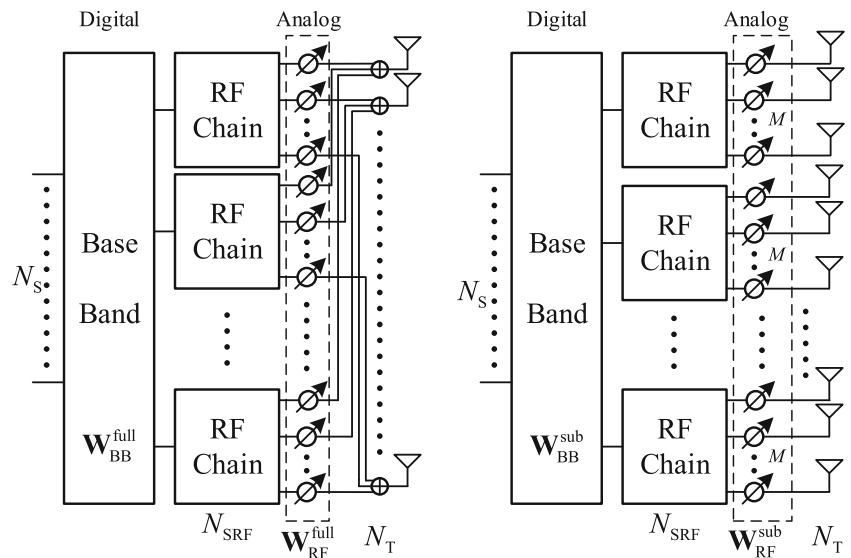 Digital
Analog
RF
Chain
RF
Chain
N_S
Base
Band
W_BB^full
RF
Chain
N_SRF
W_RF^full
N_T
Digital
Analog
RF
Chain
M
RF
Chain
M
N_S
Base
Band
W_BB^sub
RF
Chain
M
N_SRF
W_RF^sub
N_T